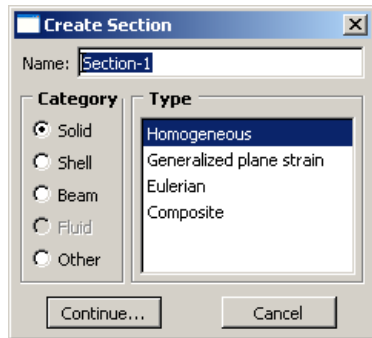 Create Section
Name: Section-1
Category
Solid
Shell
Beam
Fluid
Other
Type
Homogeneous
Generalized plane strain
Eulerian
Composite
Continue... Cancel